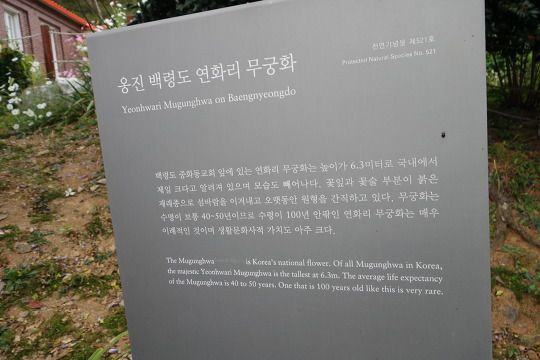 천연기념물 제521호
Protected Natural Species No. 521
옹진 백령도 연화리 무궁화
Yeonhwari Mugunghwa on Baengnyeongdo
백령도 중화동교회 앞에 있는 연화리 무궁화는 높이가 6.3미터로 국내에서
제일 크다고 알려져 있으며 모습도 빼어나다. 꽃잎과 꽃술 부분이 붉은
재래종으로 섬바람을 이겨내고 오랫동안 원형을 간직하고 있다. 무궁화는
수명이 보통 40-50년이므로 수령이 100년 안팎인 연화리 무궁화는 매우
이례적인 것이며 생활문화사적 가치도 아주 크다.
The Mugunghwa is Korea's national flower. Of all Mugunghwa in Korea,
the majestic Yeonhwari Mugunghwa is the tallest at 6.3m. The average life expectancy
of the Mugunghwa is 40 to 50 years. One that is 100 years old like this is very rare.